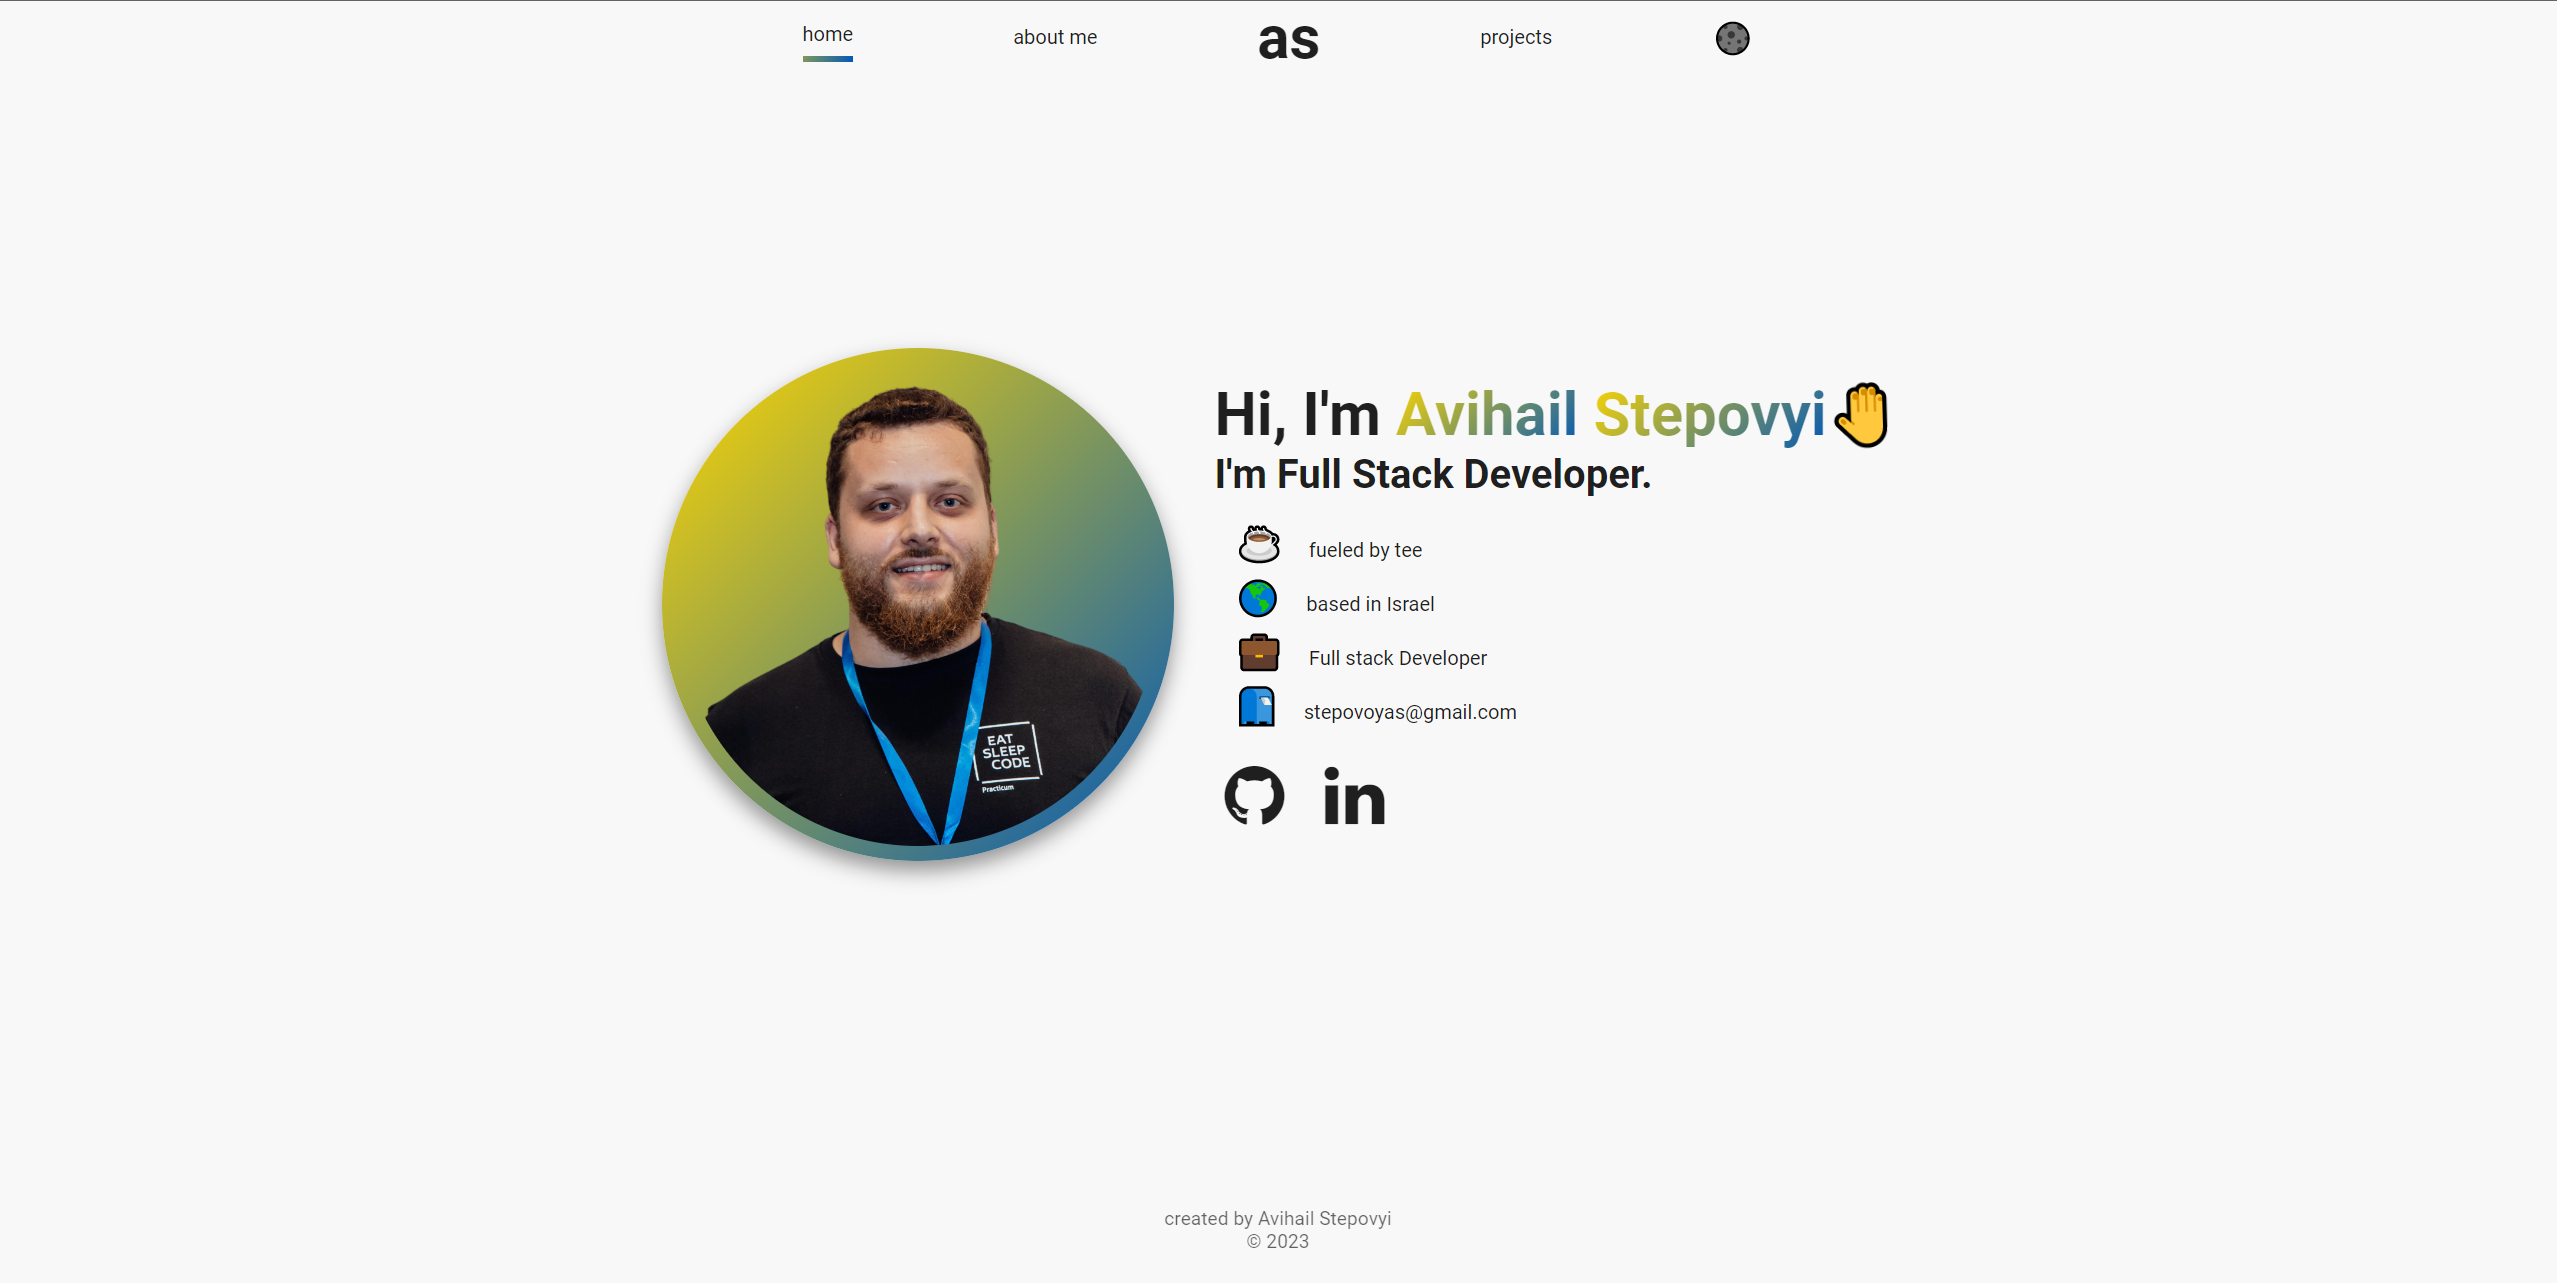 home
about me
as
projects
Hi, I'm Avihail Stepovyi
I'm Full Stack Developer.
fueled by tee
based in Israel
Full stack Developer
stepovoyas@gmail.com
in
EAT
SLEEP
CODE
Practicum
created by Avihail Stepovyi
© 2023